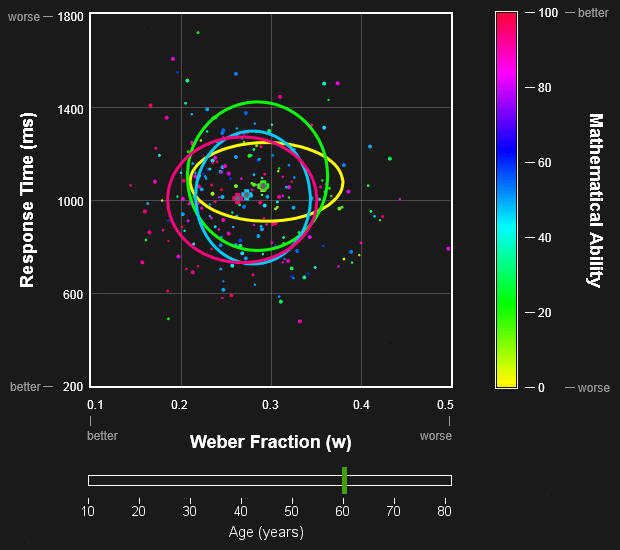 worse
1800
1400
1000
600
better
200
Response Time (ms)
0.1
0.2
0.3
0.4
0.5
better
worse
Weber Fraction (w)
10
20
30
40
50
60
70
80
Age (years)
100
better
80
60
40
20
0
worse
Mathematical Ability